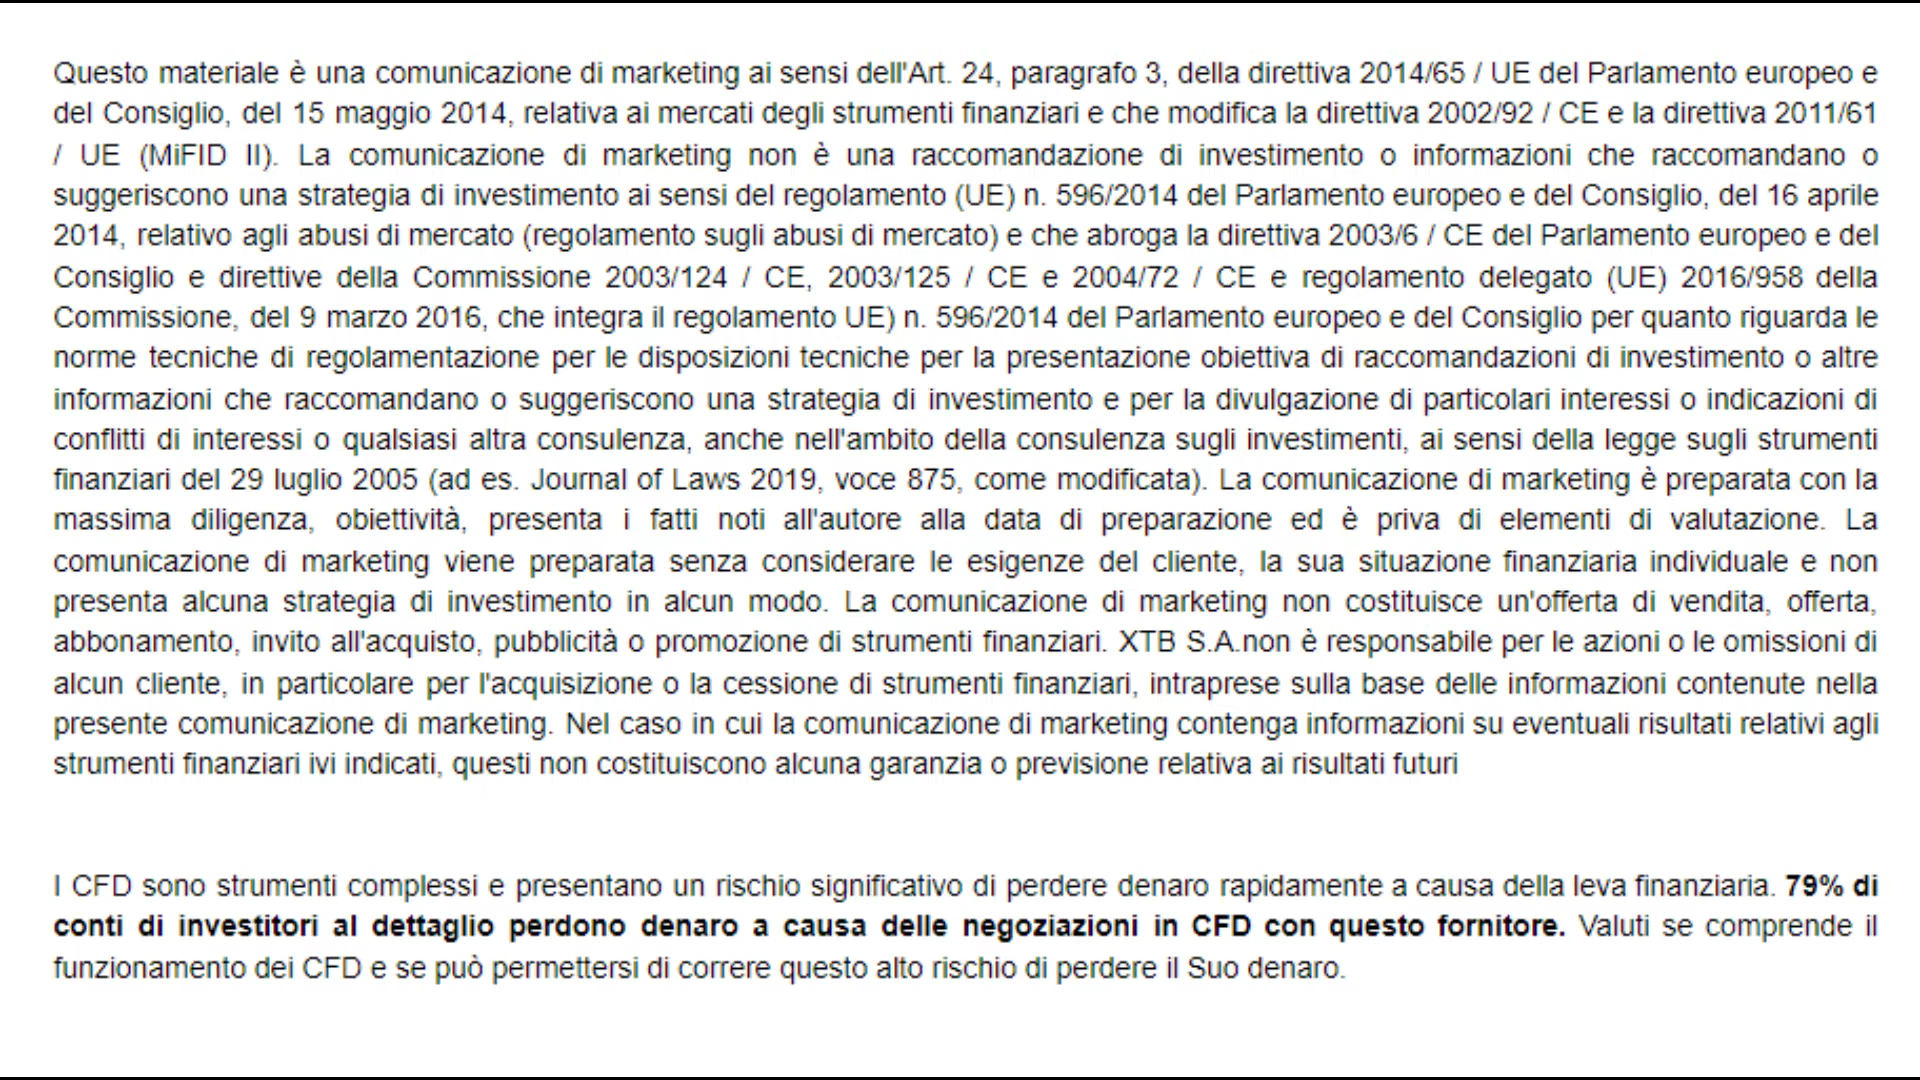 Questo materiale è una comunicazione di marketing ai sensi dell'Art. 24, paragrafo 3, della direttiva 2014/65 / UE del Parlamento europeo e
del Consiglio, del 15 maggio 2014, relativa ai mercati degli strumenti finanziari e che modifica la direttiva 2002/92 / CE e la direttiva 2011/61
/ UE (MiFID II). La comunicazione di marketing non è una raccomandazione di investimento o informazioni che raccomandano o
suggeriscono una strategia di investimento ai sensi del regolamento (UE) n. 596/2014 del Parlamento europeo e del Consiglio, del 16 aprile
2014, relativo agli abusi di mercato (regolamento sugli abusi di mercato) e che abroga la direttiva 2003/6 / CE del Parlamento europeo e del
Consiglio e direttive della Commissione 2003/124 / CE, 2003/125 / CE e 2004/72 / CE e regolamento delegato (UE) 2016/958 della
Commissione, del 9 marzo 2016, che integra il regolamento UE) n. 596/2014 del Parlamento europeo e del Consiglio per quanto riguarda le
norme tecniche di regolamentazione per le disposizioni tecniche per la presentazione obiettiva di raccomandazioni di investimento o altre
informazioni che raccomandano o suggeriscono una strategia di investimento e per la divulgazione di particolari interessi o indicazioni di
conflitti di interessi o qualsiasi altra consulenza, anche nell'ambito della consulenza sugli investimenti, ai sensi della legge sugli strumenti
finanziari del 29 luglio 2005 (ad es. Journal of Laws 2019, voce 875, come modificata). La comunicazione di marketing è preparata con la
massima diligenza, obiettività, presenta i fatti noti all'autore alla data di preparazione ed è priva di elementi di valutazione. La
comunicazione di marketing viene preparata senza considerare le esigenze del cliente, la sua situazione finanziaria individuale e non
presenta alcuna strategia di investimento in alcun modo. La comunicazione di marketing non costituisce un'offerta di vendita, offerta,
abbonamento, invito all'acquisto, pubblicità o promozione di strumenti finanziari. XTB S.A.non è responsabile per le azioni o le omissioni di
alcun cliente, in particolare per l'acquisizione o la cessione di strumenti finanziari, intraprese sulla base delle informazioni contenute nella
presente comunicazione di marketing. Nel caso in cui la comunicazione di marketing contenga informazioni su eventuali risultati relativi agli
strumenti finanziari ivi indicati, questi non costituiscono alcuna garanzia o previsione relativa ai risultati futuri
I CFD sono strumenti complessi e presentano un rischio significativo di perdere denaro rapidamente a causa della leva finanziaria. 79% di
conti di investitori al dettaglio perdono denaro a causa delle negoziazioni in CFD con questo fornitore. Valuti se comprende il
funzionamento dei CFD e se può permettersi di correre questo alto rischio di perdere il Suo denaro.